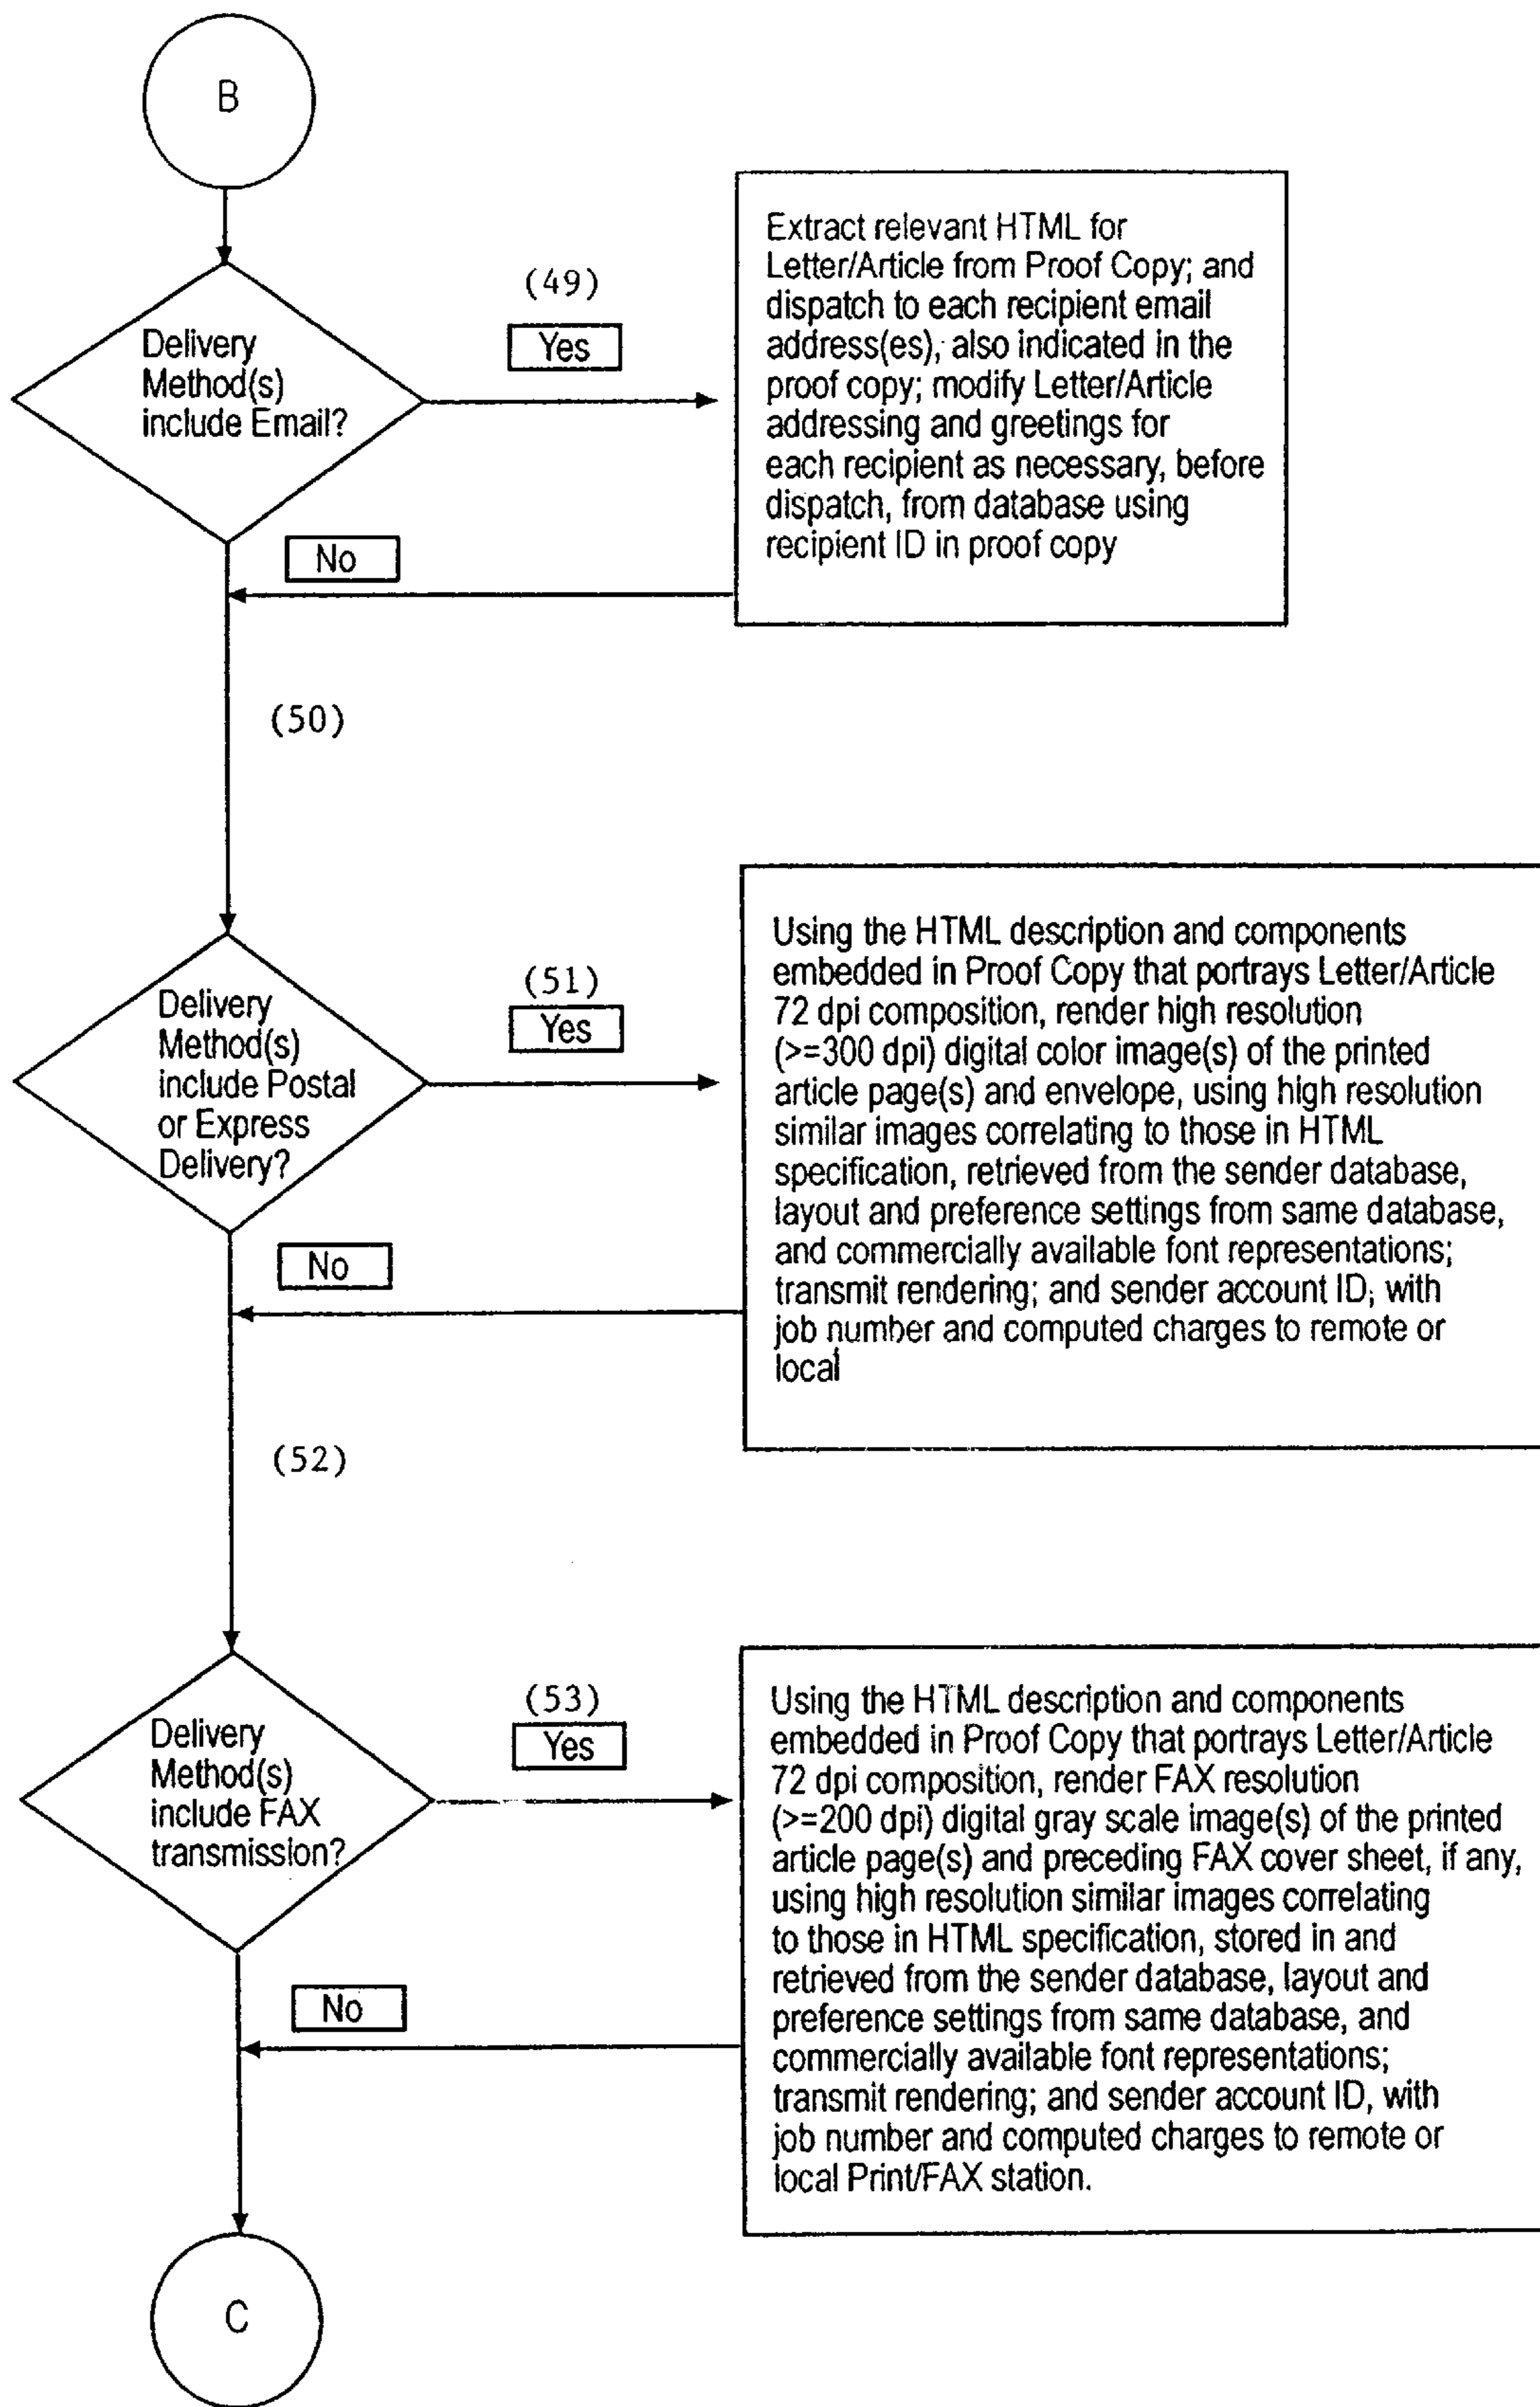 B
Delivery
Method(s)
include Email?
(49)
Yes
Extract relevant HTML for
Letter/Article from Proof Copy; and
dispatch to each recipient email
address(es), also indicated in the
proof copy; modify Letter/Article
addressing and greetings for
each recipient as necessary, before
dispatch, from database using
recipient ID in proof copy
No
(50)
Delivery
Method(s)
include Postal
or Express
Delivery?
(51)
Yes
Using the HTML description and components
embedded in Proof Copy that portrays Letter/Article
72 dpi composition, render high resolution
(>=300 dpi) digital color image(s) of the printed
article page(s) and envelope, using high resolution
similar images correlating to those in HTML
specification, retrieved from the sender database,
layout and preference settings from same database,
and commercially available font representations;
transmit rendering; and sender account ID, with
job number and computed charges to remote or
local
No
(52)
Delivery
Method(s)
include FAX
transmission?
(53)
Yes
Using the HTML description and components
embedded in Proof Copy that portrays Letter/Article
72 dpi composition, render FAX resolution
(>=200 dpi) digital gray scale image(s) of the printed
article page(s) and preceding FAX cover sheet, if any,
using high resolution similar images correlating
to those in HTML specification, stored in and
retrieved from the sender database, layout and
preference settings from same database, and
commercially available font representations;
transmit rendering; and sender account ID, with
job number and computed charges to remote or
local Print/FAX station.
No
C